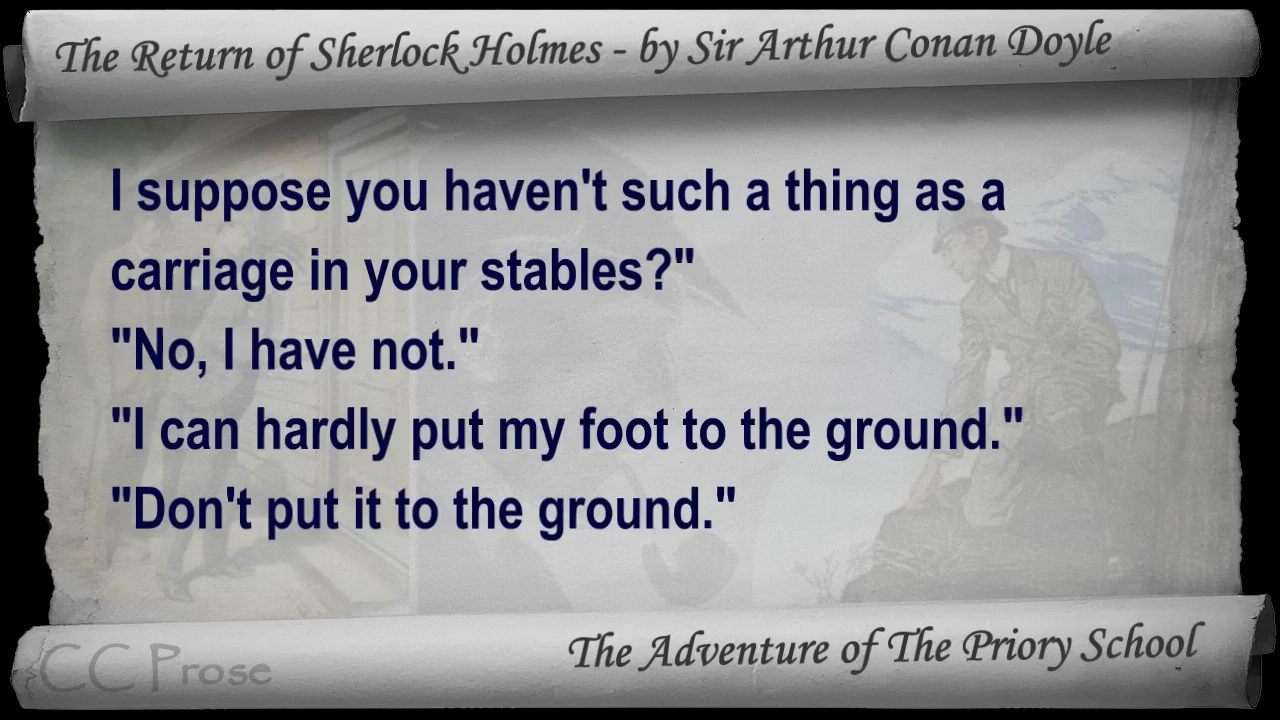 The Return of Sherlock Holmes - by Sir Arthur Conan Doyle
I suppose you haven't such a thing as a
carriage in your stables?"
"No, I have not."
"I can hardly put my foot to the ground."
"Don't put it to the ground."
The Adventure of The Priory School
CC Prose